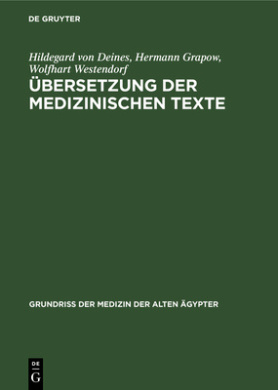 DE GRUYTER
Hildegard von Deines, Hermann Grapow,
Wolfhart Westendorf
ÜBERSETZUNG DER
MEDIZINISCHEN TEXTE
GRUNDRISS DER MEDIZIN DER ALTEN ÄGYPTER
DE
G